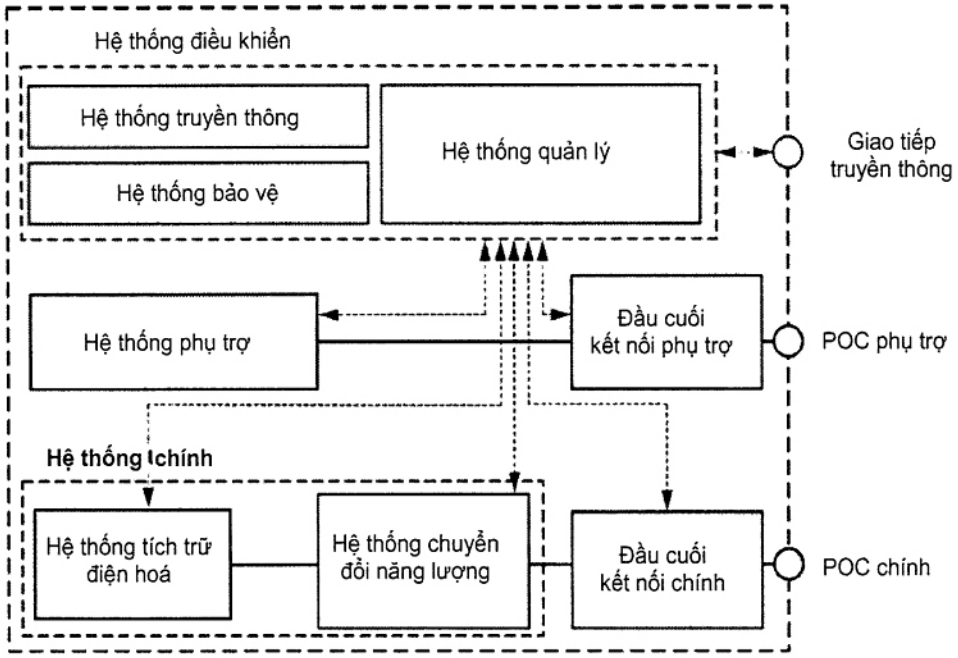 Hệ thống điều khiển
Hệ thống truyền thông
Hệ thống bảo vệ
Hệ thống quản lý
Giao tiếp
truyền thông
Hệ thống phụ trợ
Đầu cuối
kết nối phụ trợ
POC phụ trợ
Hệ thống chính
Hệ thống tích trữ
điện hoá
Hệ thống chuyển
đổi năng lượng
Đầu cuối
kết nối chính
POC chính